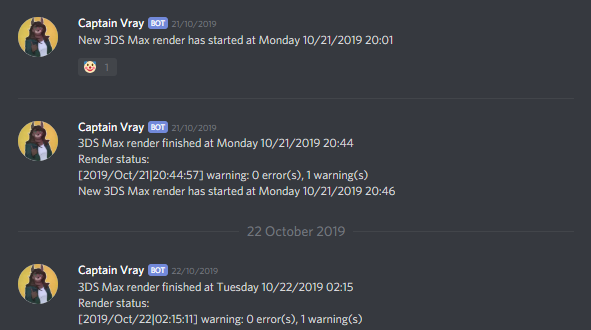 Captain Vray BOT 21/10/2019
New 3DS Max render has started at Monday 10/21/2019 20:01
🤡 1
Captain Vray BOT 21/10/2019
3DS Max render finished at Monday 10/21/2019 20:44
Render status:
[2019/Oct/21|20:44:57] warning: 0 error(s), 1 warning(s)
New 3DS Max render has started at Monday 10/21/2019 20:46
22 October 2019
Captain Vray BOT 22/10/2019
3DS Max render finished at Tuesday 10/22/2019 02:15
Render status:
[2019/Oct/22|02:15:11] warning: 0 error(s), 1 warning(s)